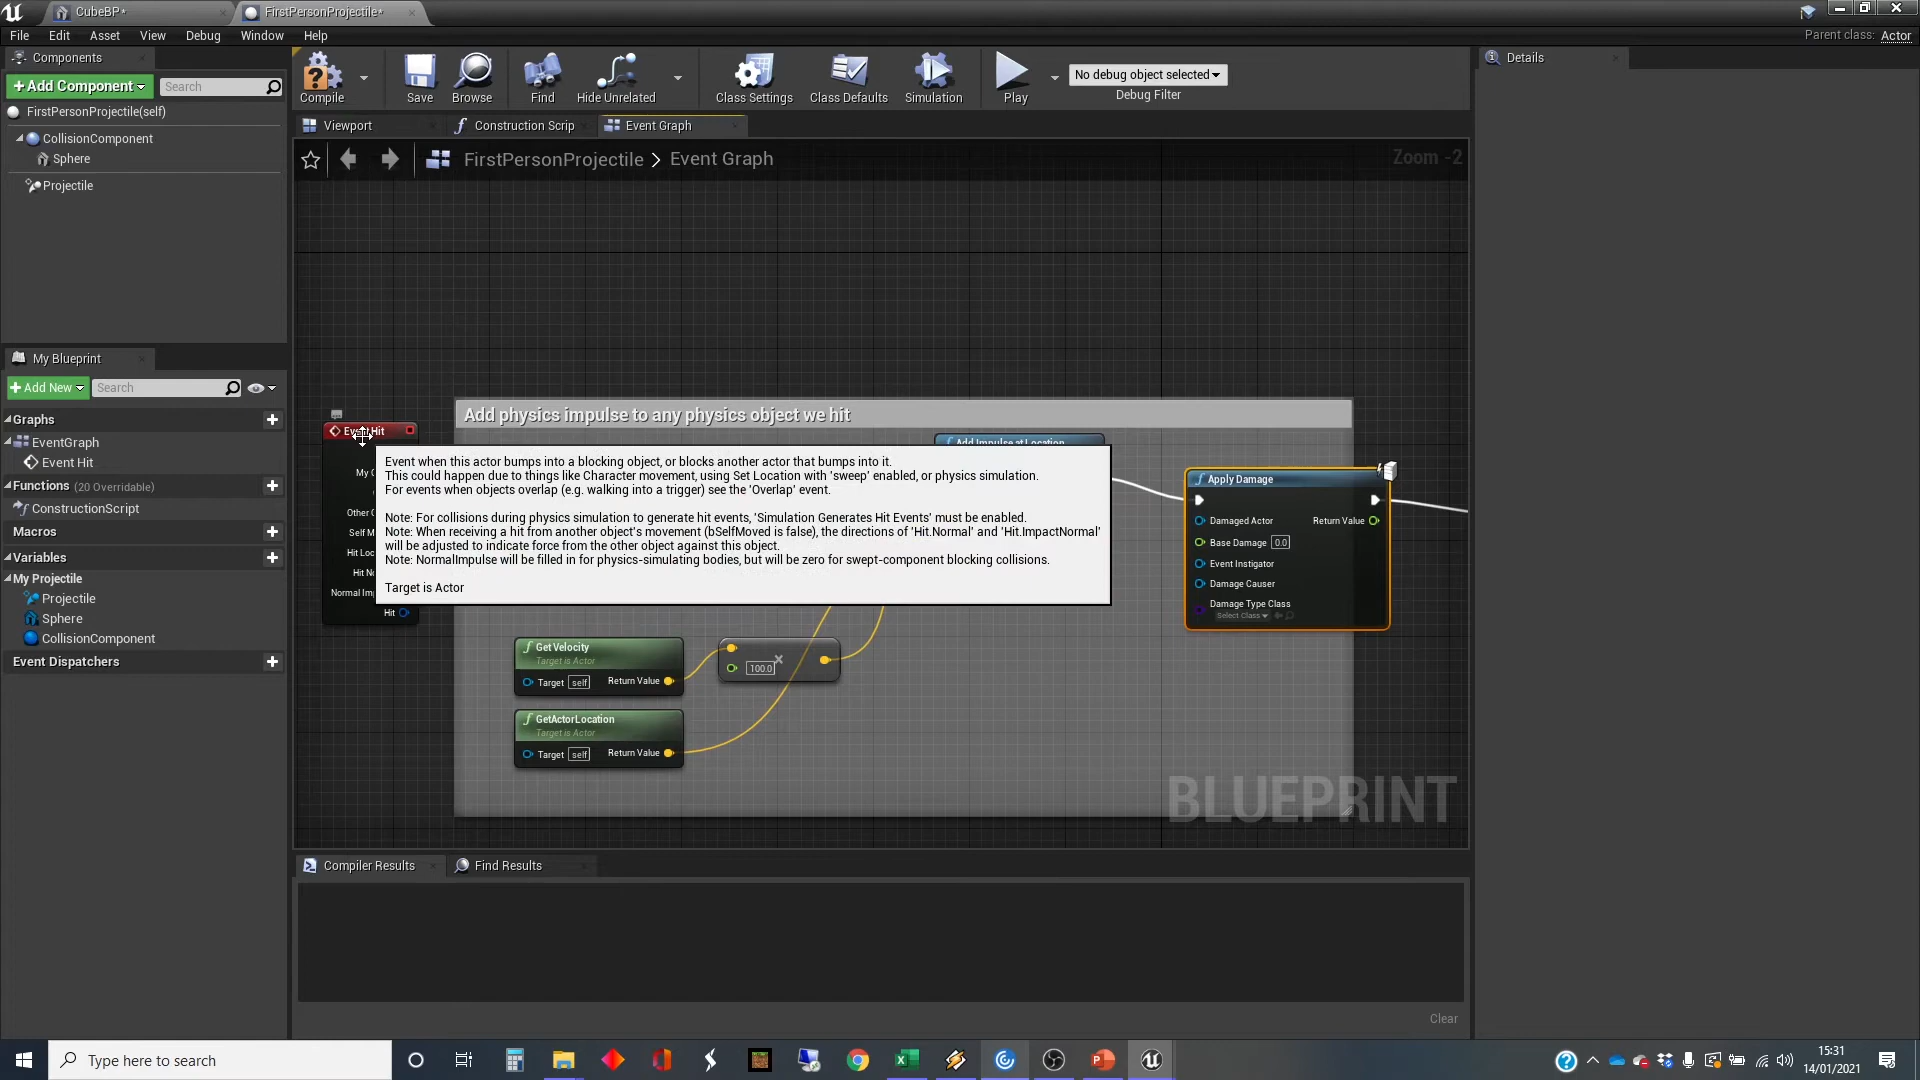 CubeBP*
FirstPersonProjectile*
File Edit Asset View Debug Window Help
Parent class: Actor
Components
+Add Component
Search
FirstPersonProjectile(self)
CollisionComponent
Sphere
Projectile
Compile
Save
Browse
Find
Hide Unrelated
Class Settings
Class Defaults
Simulation
Play
No debug object selected
Debug Filter
Details
Viewport
Construction Scrip
Event Graph
FirstPersonProjectile > Event Graph
Zoom -2
My Blueprint
+Add New
Search
Graphs
EventGraph
Event Hit
Functions (20 Overridable)
ConstructionScript
Macros
Variables
My Projectile
Projectile
Sphere
CollisionComponent
Event Dispatchers
Add physics impulse to any physics object we hit
Hit
Add Impulse at Location
Event when this actor bumps into a blocking object, or blocks another actor that bumps into it.
This could happen due to things like Character movement, using Set Location with 'sweep' enabled, or physics simulation.
For events when objects overlap (e.g. walking into a trigger) see the 'Overlap' event.
Note: For collisions during physics simulation to generate hit events, 'Simulation Generates Hit Events' must be enabled.
Note: When receiving a hit from another object's movement (bSelfMoved is false), the directions of 'Hit.Normal' and 'Hit.ImpactNormal'
will be adjusted to indicate force from the other object against this object.
Note: NormalImpulse will be filled in for physics-simulating bodies, but will be zero for swept-component blocking collisions.
Target is Actor
My C
Other C
Self M
Hit Loc
Hit No
Normal Imp
Hit
Apply Damage
Damaged Actor
Return Value
Base Damage 0.0
Event Instigator
Damage Causer
Damage Type Class
Select Class
GetVelocity
Target is Actor
Target self
Return Value
100.0
GetActorLocation
Target is Actor
Target self
Return Value
BLUEPRINT
Compiler Results
Find Results
Clear
Type here to search
15:31
14/01/2021